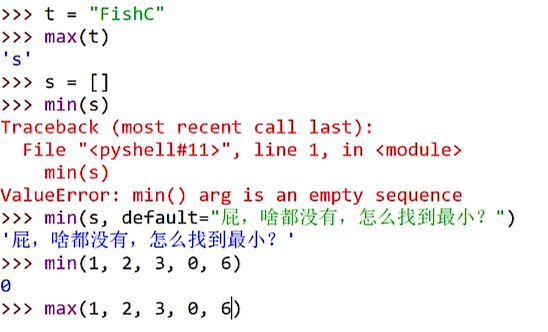 >>> t = "FishC"
>>> max(t)
's'
>>> s = []
>>> min(s)
Traceback (most recent call last):
  File "<pyshell#11>", line 1, in <module>
    min(s)
ValueError: min() arg is an empty sequence
>>> min(s, default="屁，啥都没有，怎么找到最小？")
'屁，啥都没有，怎么找到最小？'
>>> min(1, 2, 3, 0, 6)
0
>>> max(1, 2, 3, 0, 6)